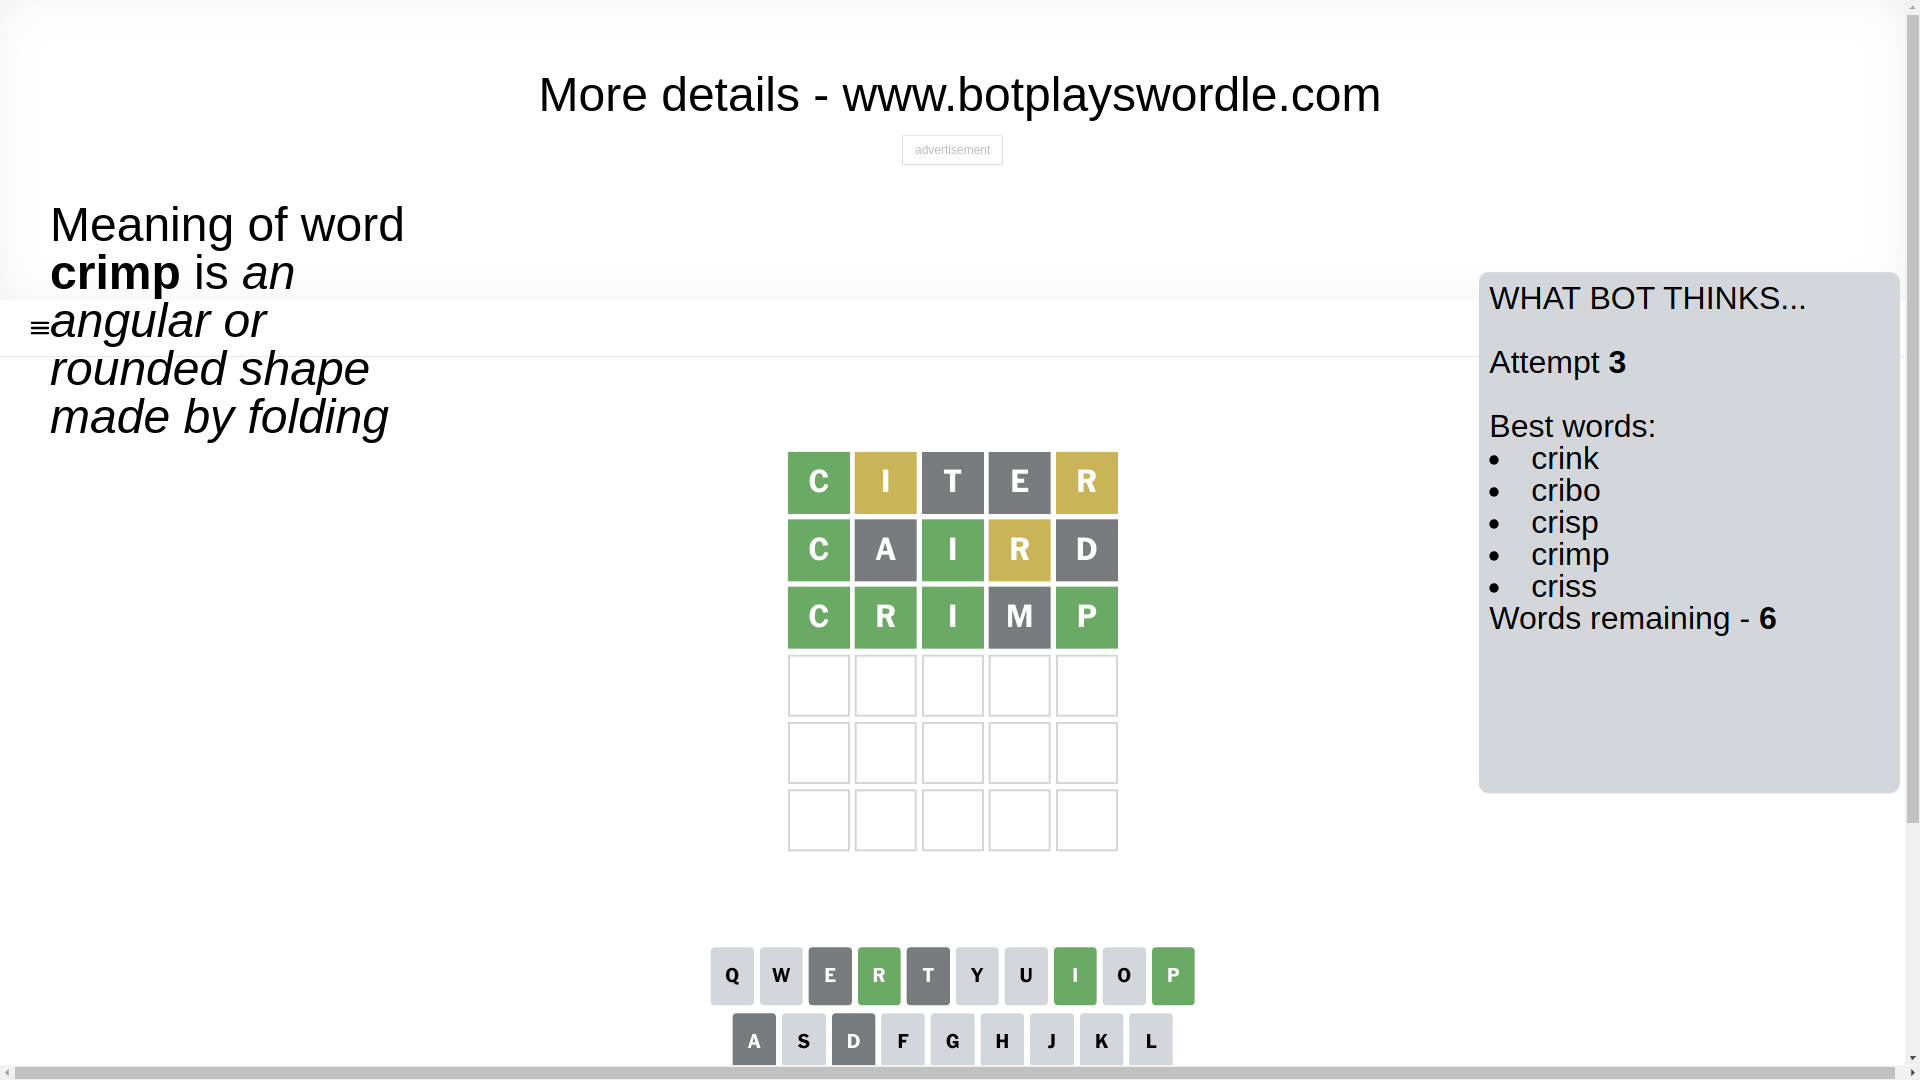 More details - www.botplayswordle.com
advertisement
Meaning of word
crimp is an
angular or
rounded shape
made by folding
WHAT BOT THINKS...
Attempt 3
Best words:
• crink
• cribo
• crisp
• crimp
• criss
Words remaining - 6
C I T E R
C A I R D
C R I M P
Q W E R T Y U I O P
A S D F G H J K L